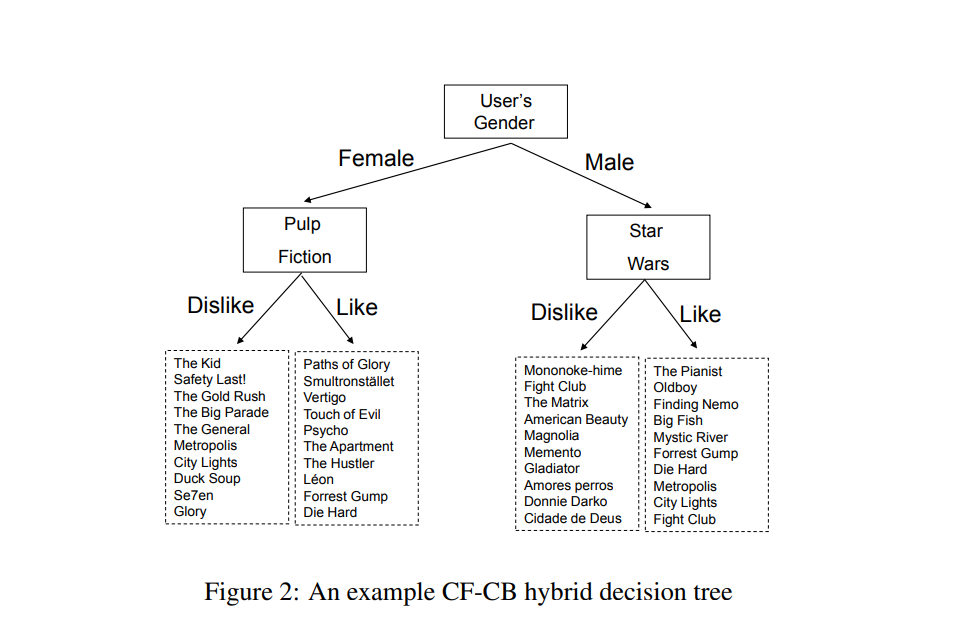 User's
Gender
Female
Male
Pulp
Fiction
Star
Wars
Dislike
Like
Dislike
Like
The Kid
Safety Last!
The Gold Rush
The Big Parade
The General
Metropolis
City Lights
Duck Soup
Se7en
Glory
Paths of Glory
Smultronstället
Vertigo
Touch of Evil
Psycho
The Apartment
The Hustler
Léon
Forrest Gump
Die Hard
Mononoke-hime
Fight Club
The Matrix
American Beauty
Magnolia
Memento
Gladiator
Amores perros
Donnie Darko
Cidade de Deus
The Pianist
Oldboy
Finding Nemo
Big Fish
Mystic River
Forrest Gump
Die Hard
Metropolis
City Lights
Fight Club
Figure 2: An example CF-CB hybrid decision tree